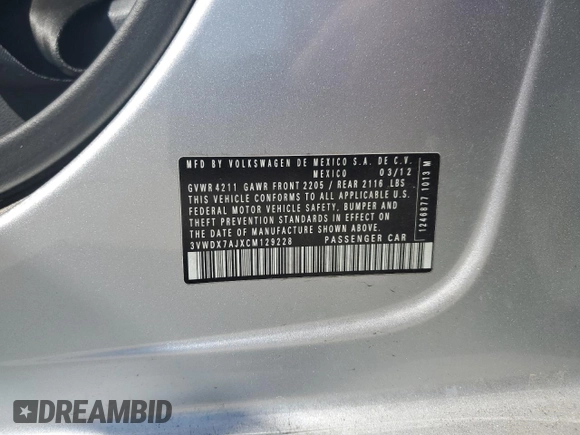 MFD BY VOLKSWAGEN DE MEXICO S.A. DE C.V.
MEXICO 03/12
GVWR 4211 GAWR FRONT 2205 / REAR 2116 LBS
THIS VEHICLE CONFORMS TO ALL APPLICABLE U.S.
FEDERAL MOTOR VEHICLE SAFETY, BUMPER AND
THEFT PREVENTION STANDARDS IN EFFECT ON
THE DATE OF MANUFACTURE SHOWN ABOVE.
3VWDX7AJXCM129228 PASSENGER CAR
1246877 1013 M
DREAMBID